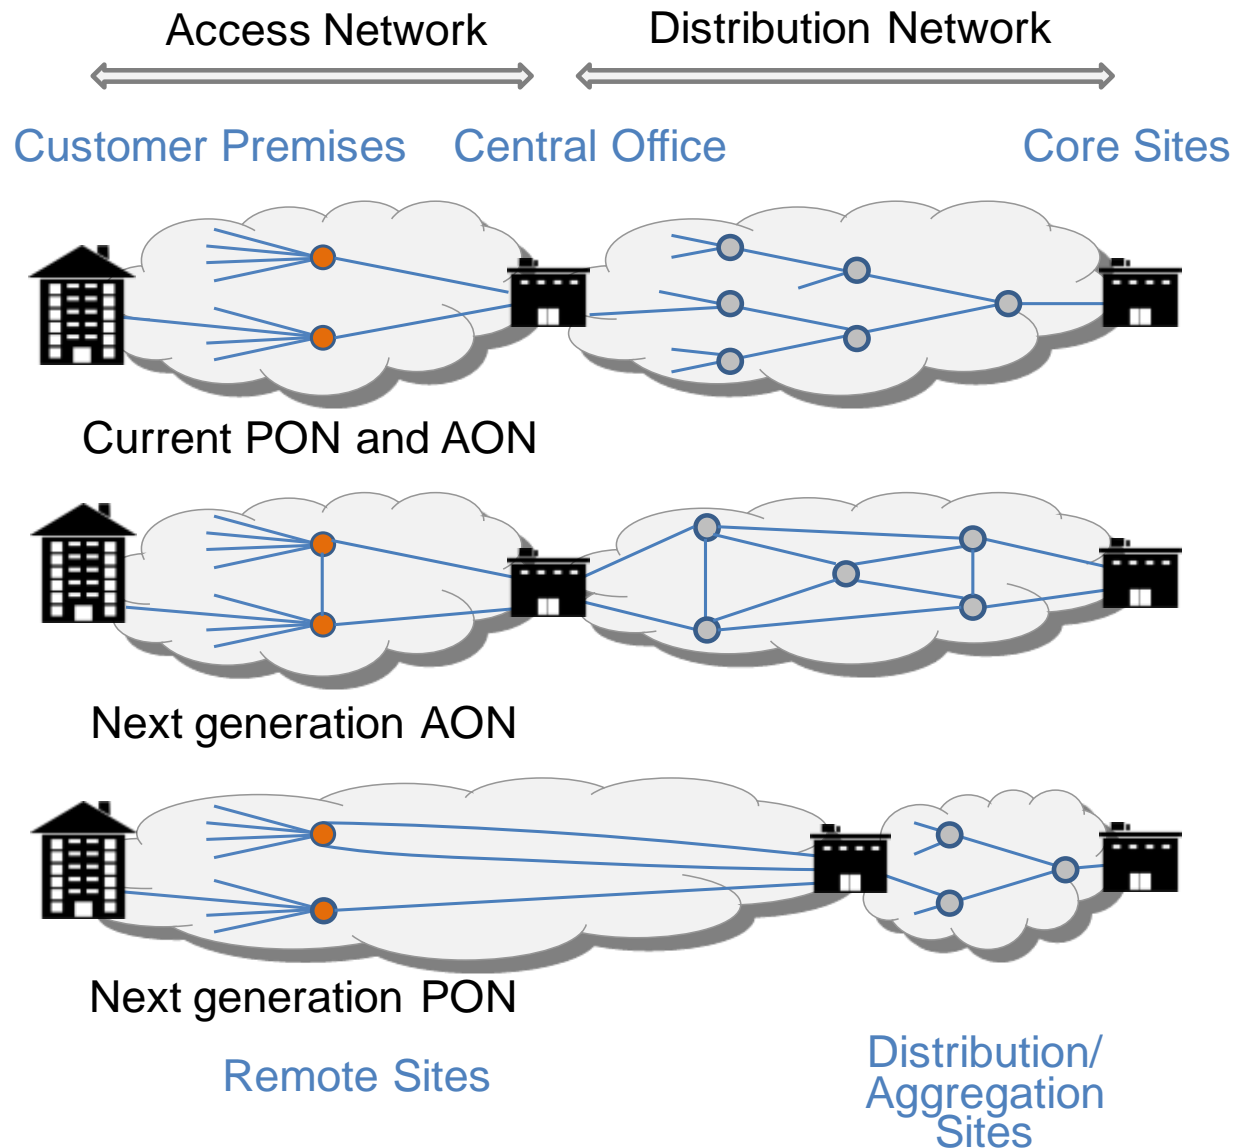 Access Network
Distribution Network
Customer Premises
Central Office
Core Sites
Current PON and AON
Next generation AON
Next generation PON
Remote Sites
Distribution/
Aggregation
Sites